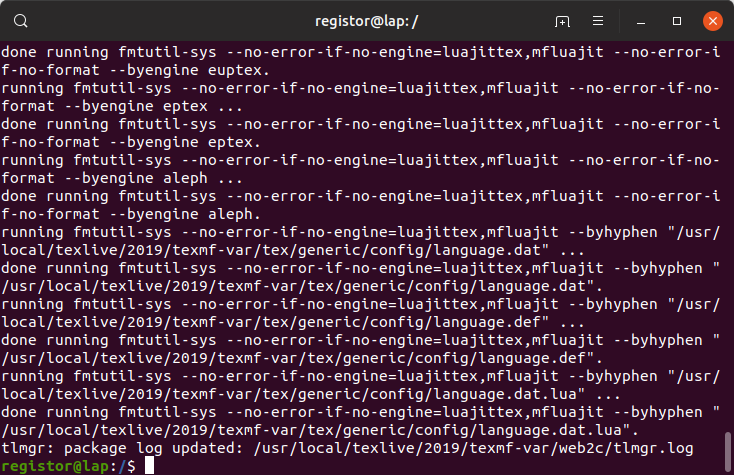 registor@lap: /
done running fmtutil-sys --no-error-if-no-engine=luajittex,mfluajit --no-error-i
f-no-format --byengine euptex.
running fmtutil-sys --no-error-if-no-engine=luajittex,mfluajit --no-error-if-no-
format --byengine eptex ...
done running fmtutil-sys --no-error-if-no-engine=luajittex,mfluajit --no-error-i
f-no-format --byengine eptex.
running fmtutil-sys --no-error-if-no-engine=luajittex,mfluajit --no-error-if-no-
format --byengine aleph ...
done running fmtutil-sys --no-error-if-no-engine=luajittex,mfluajit --no-error-i
f-no-format --byengine aleph.
running fmtutil-sys --no-error-if-no-engine=luajittex,mfluajit --byhyphen "/usr/
local/texlive/2019/texmf-var/tex/generic/config/language.dat" ...
done running fmtutil-sys --no-error-if-no-engine=luajittex,mfluajit --byhyphen "
/usr/local/texlive/2019/texmf-var/tex/generic/config/language.dat".
running fmtutil-sys --no-error-if-no-engine=luajittex,mfluajit --byhyphen "/usr/
local/texlive/2019/texmf-var/tex/generic/config/language.def" ...
done running fmtutil-sys --no-error-if-no-engine=luajittex,mfluajit --byhyphen "
/usr/local/texlive/2019/texmf-var/tex/generic/config/language.def".
running fmtutil-sys --no-error-if-no-engine=luajittex,mfluajit --byhyphen "/usr/
local/texlive/2019/texmf-var/tex/generic/config/language.dat.lua" ...
done running fmtutil-sys --no-error-if-no-engine=luajittex,mfluajit --byhyphen "
/usr/local/texlive/2019/texmf-var/tex/generic/config/language.dat.lua".
tlmgr: package log updated: /usr/local/texlive/2019/texmf-var/web2c/tlmgr.log
registor@lap:/$